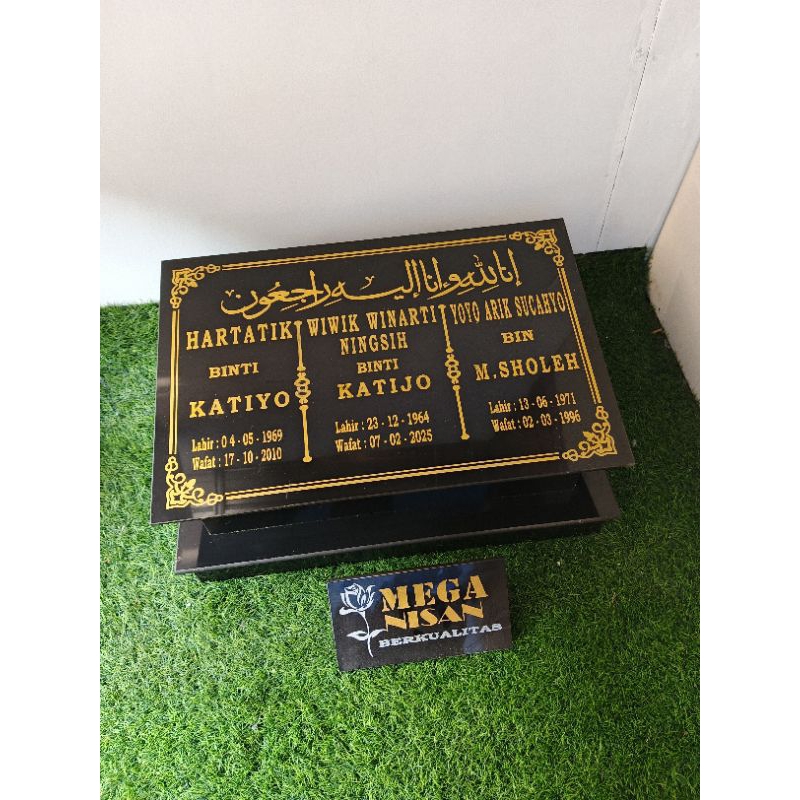 انا لله وانا إليه راجعون
HARTATIK
BINTI
KATIYO
Lahir : 04 - 05 - 1969
Wafat : 17 - 10 - 2010
WIWIK WINARTI
NINGSIH
BINTI
KATIJO
Lahir : 23 - 12 - 1964
Wafat : 07 - 02 - 2025
YOYO ARIK SUCAHYO
BIN
M.SHOLEH
Lahir : 13 - 06 - 1971
Wafat : 02 - 03 - 1996
MEGA
NISAN
BERKUALITAS